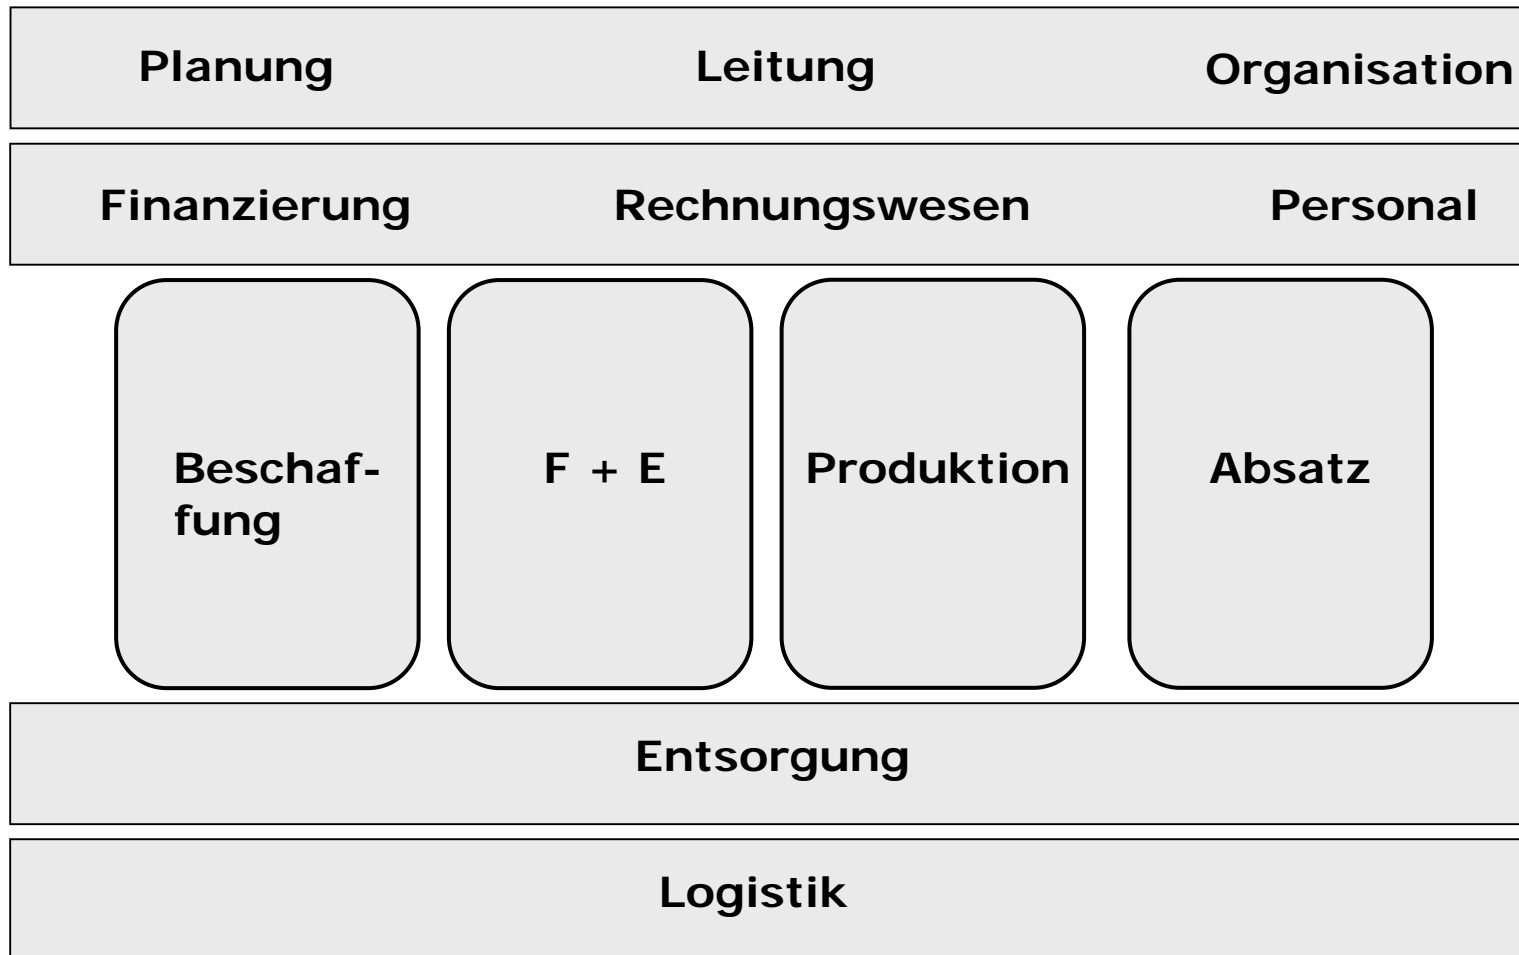 Planung Leitung Organisation
Finanzierung Rechnungswesen Personal
Beschaf-
fung
F + E
Produktion
Absatz
Entsorgung
Logistik